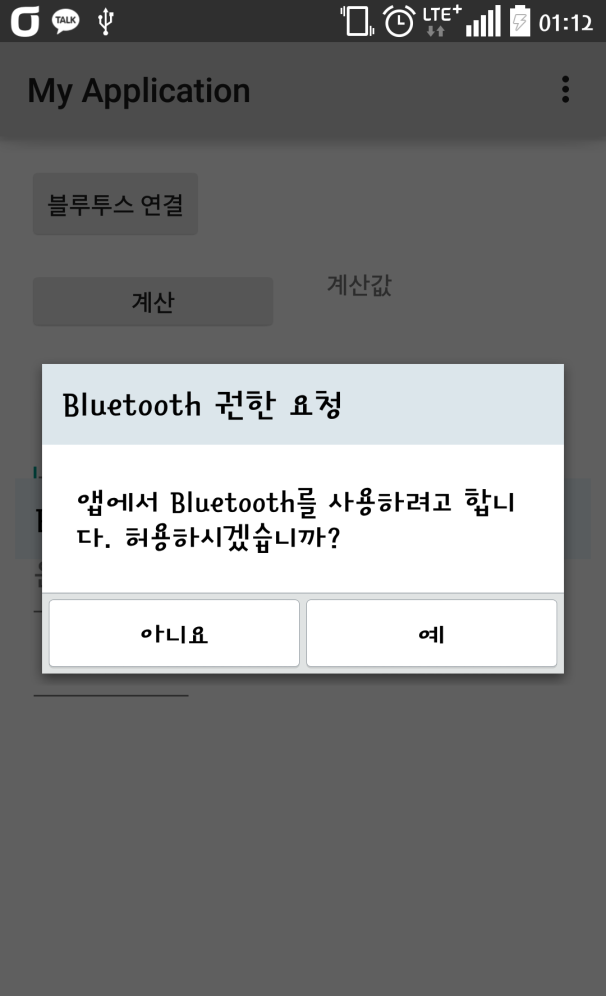 TALK
LTE+
01:12
My Application
블루투스 연결
계산
계산값
Bluetooth 권한 요청
앱에서 Bluetooth를 사용하려고 합니
다. 허용하시겠습니까?
아니요
예